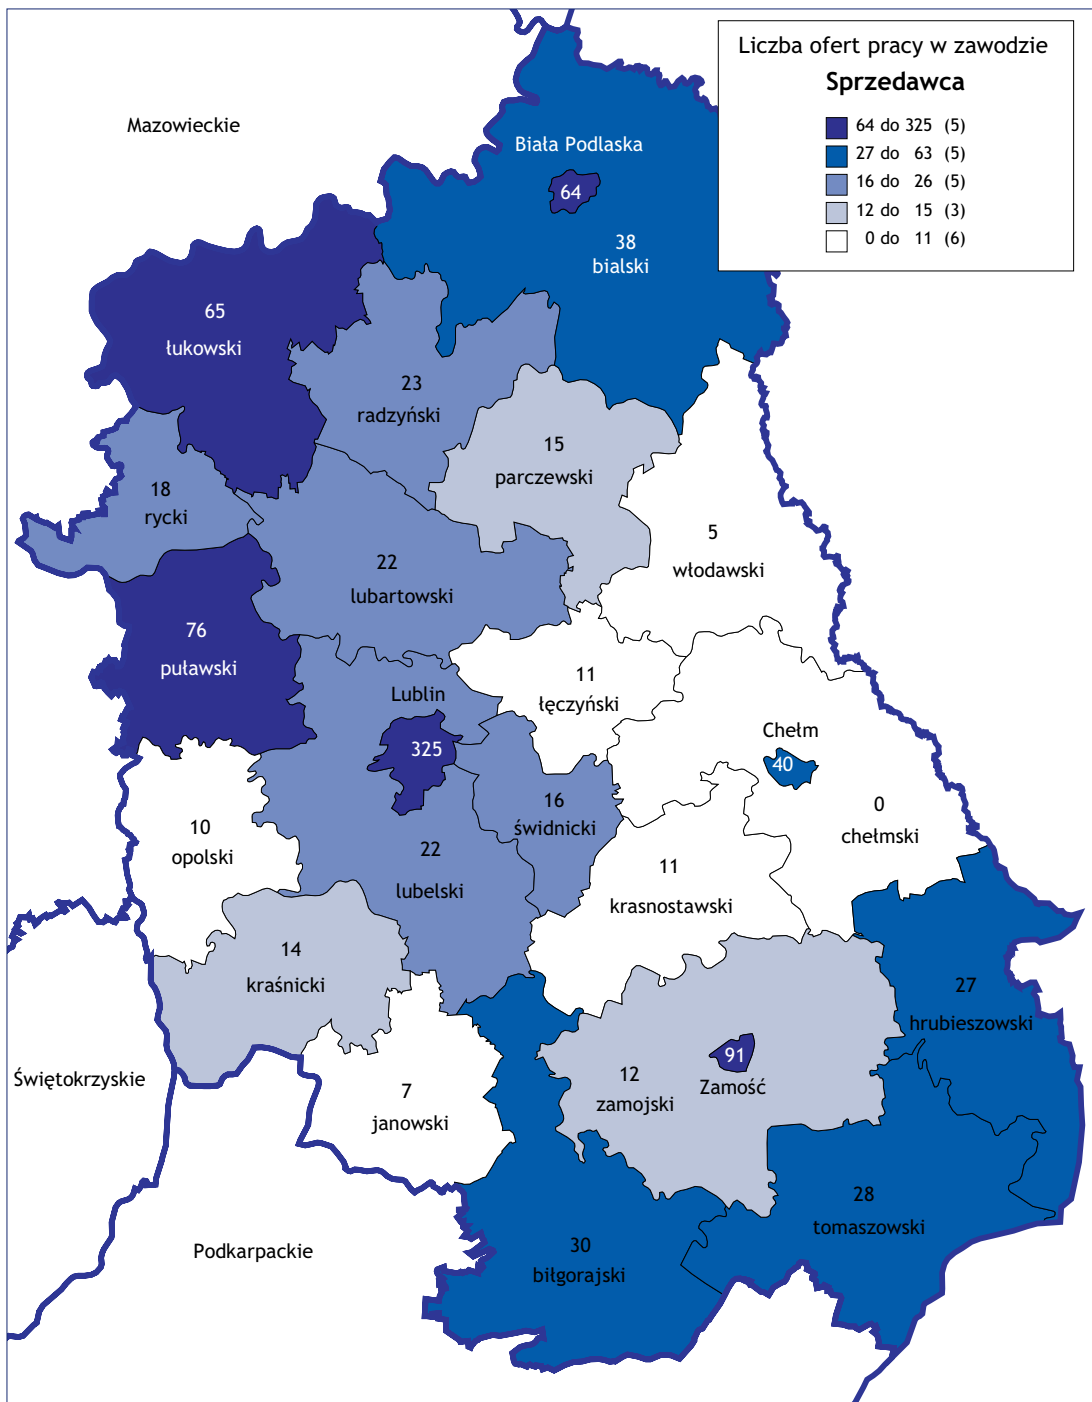 Liczba ofert pracy w zawodzie
Sprzedawca
64 do 325 (5)
27 do 63 (5)
16 do 26 (5)
12 do 15 (3)
0 do 11 (6)
Mazowieckie
Biała Podlaska
64
38
bialski
65
łukowski
23
radzyński
15
parczewski
18
rycki
5
włodawski
22
lubartowski
76
puławski
11
łęczyński
Lublin
325
Chełm
40
16
świdnicki
0
chełmski
10
opolski
22
lubelski
11
krasnostawski
14
kraśnicki
27
hrubieszowski
91
Zamość
12
zamojski
Świętokrzyskie
7
janowski
28
tomaszowski
Podkarpackie
30
biłgorajski